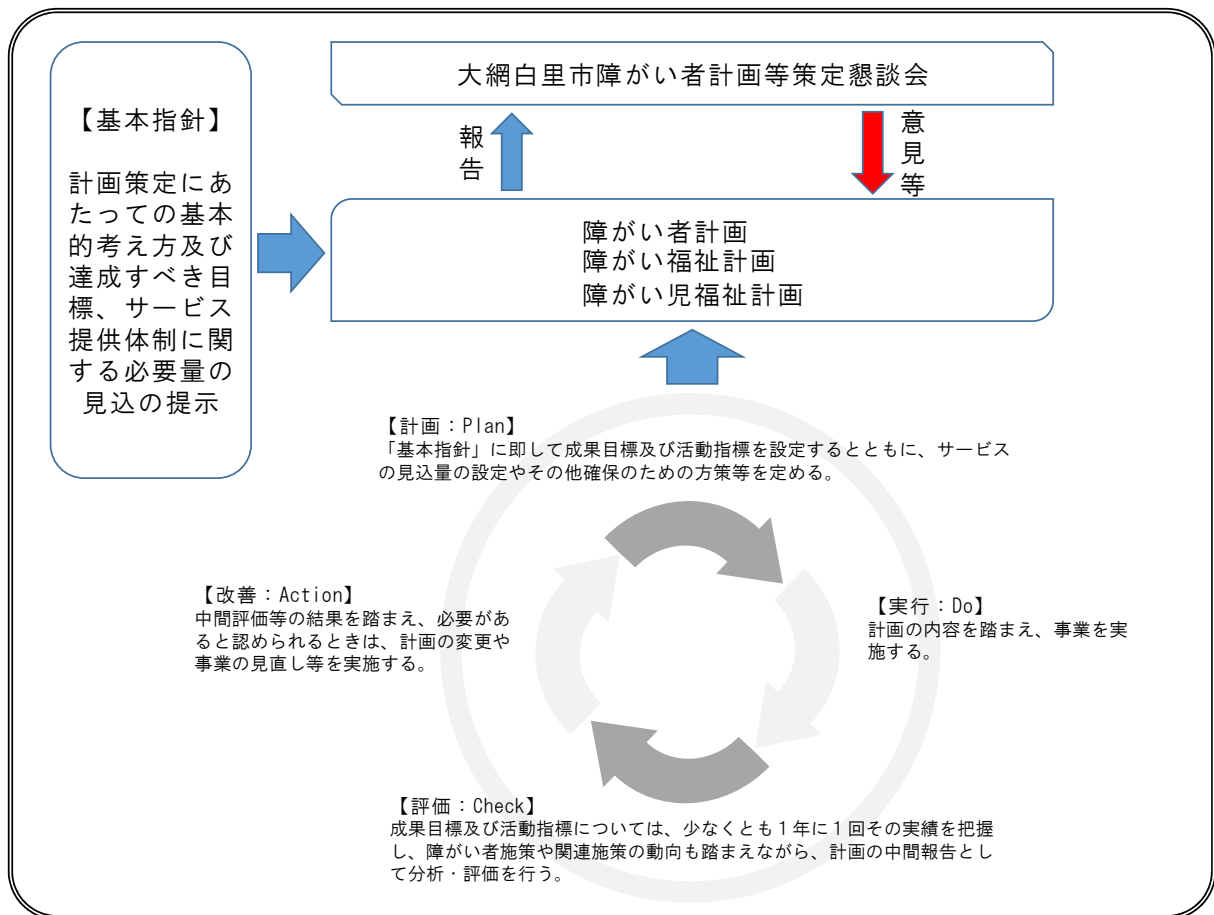 【基本指針】
計画策定にあ
たっての基本
的考え方及び
達成すべき目
標、サービス
提供体制に関
する必要量の
見込の提示
大網白里市障がい者計画等策定懇談会
報告
意見等
障がい者計画
障がい福祉計画
障がい児福祉計画
【計画：Plan】
「基本指針」に即して成果目標及び活動指標を設定するとともに、サービス
の見込量の設定やその他確保のための方策等を定める。
【実行：Do】
計画の内容を踏まえ、事業を実
施する。
【評価：Check】
成果目標及び活動指標については、少なくとも１年に１回その実績を把握
し、障がい者施策や関連施策の動向も踏まえながら、計画の中間報告とし
て分析・評価を行う。
【改善：Action】
中間評価等の結果を踏まえ、必要があ
ると認められるときは、計画の変更や
事業の見直し等を実施する。